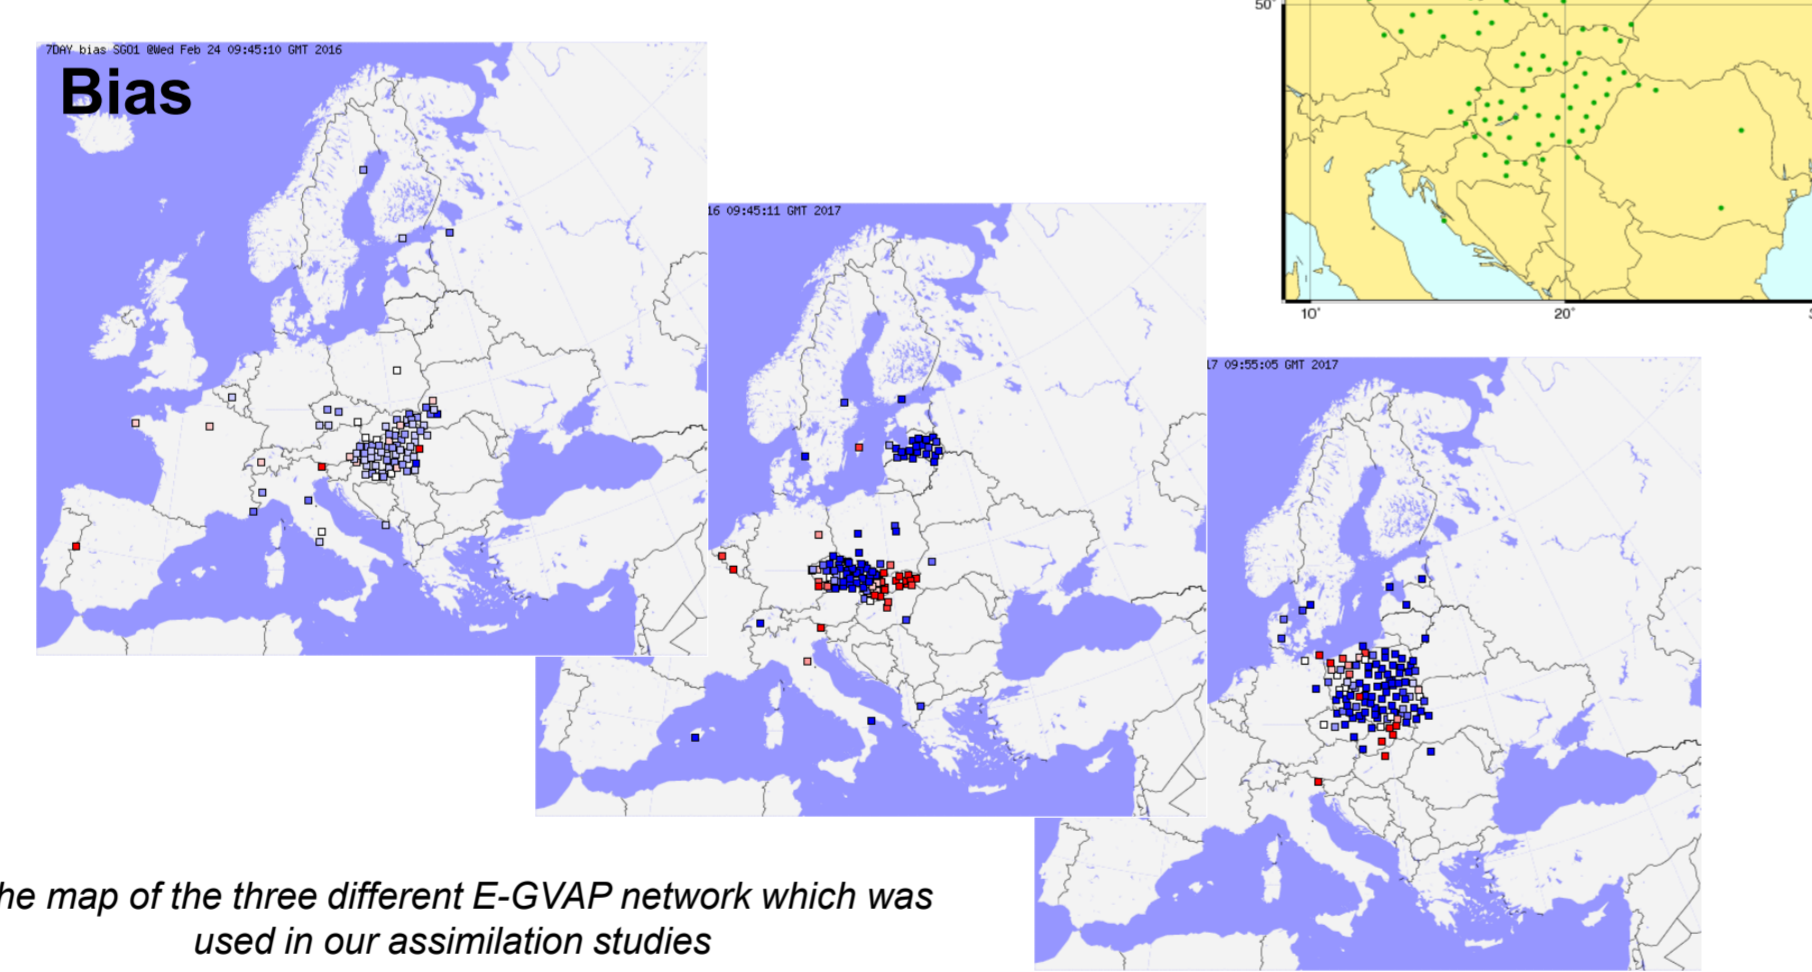 50°
7DAY bias SGO1 @Wed Feb 24 09:45:10 GMT 2016
Bias
16 09:45:11 GMT 2017
10° 20°
17 09:55:05 GMT 2017
he map of the three different E-GVAP network which was
used in our assimilation studies